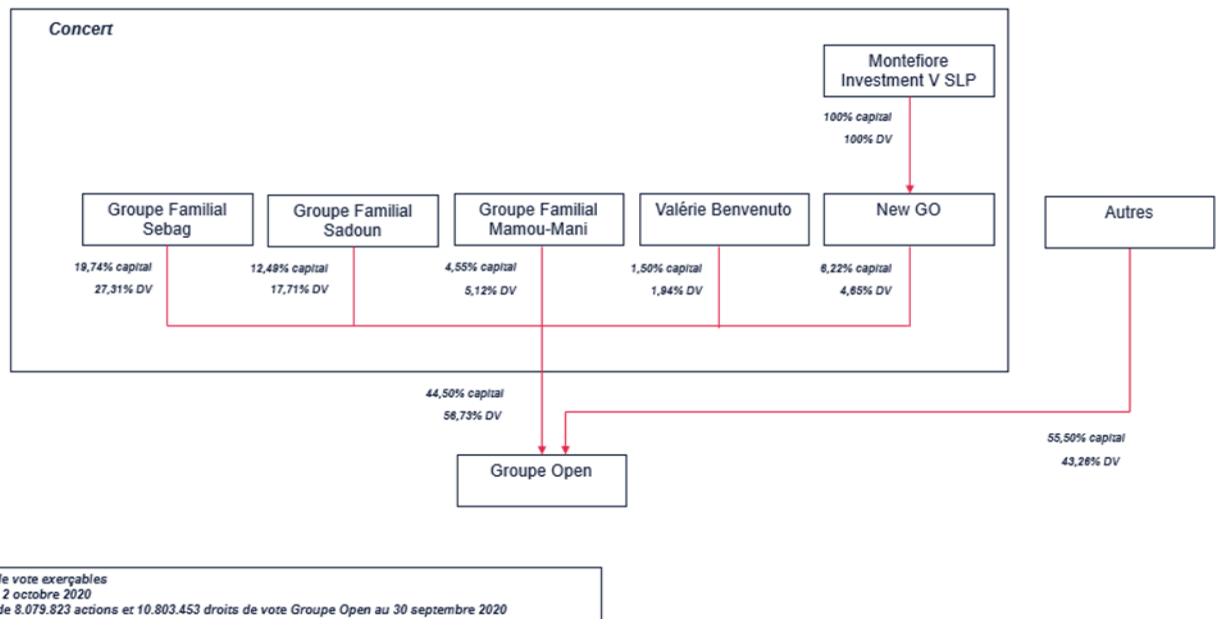 Concert
Montefiore
Investment V SLP
100% capital
100% DV
Groupe Familial
Sebag
Groupe Familial
Sadoun
Groupe Familial
Mamou-Mani
Valérie Benvenuto
New GO
Autres
19,74% capital
27,31% DV
12,49% capital
17,71% DV
4,55% capital
5,12% DV
1,50% capital
1,94% DV
6,22% capital
4,65% DV
44,50% capital
56,73% DV
55,50% capital
43,26% DV
Groupe Open
de vote exerçables
2 octobre 2020
de 8.079.823 actions et 10.803.453 droits de vote Groupe Open au 30 septembre 2020